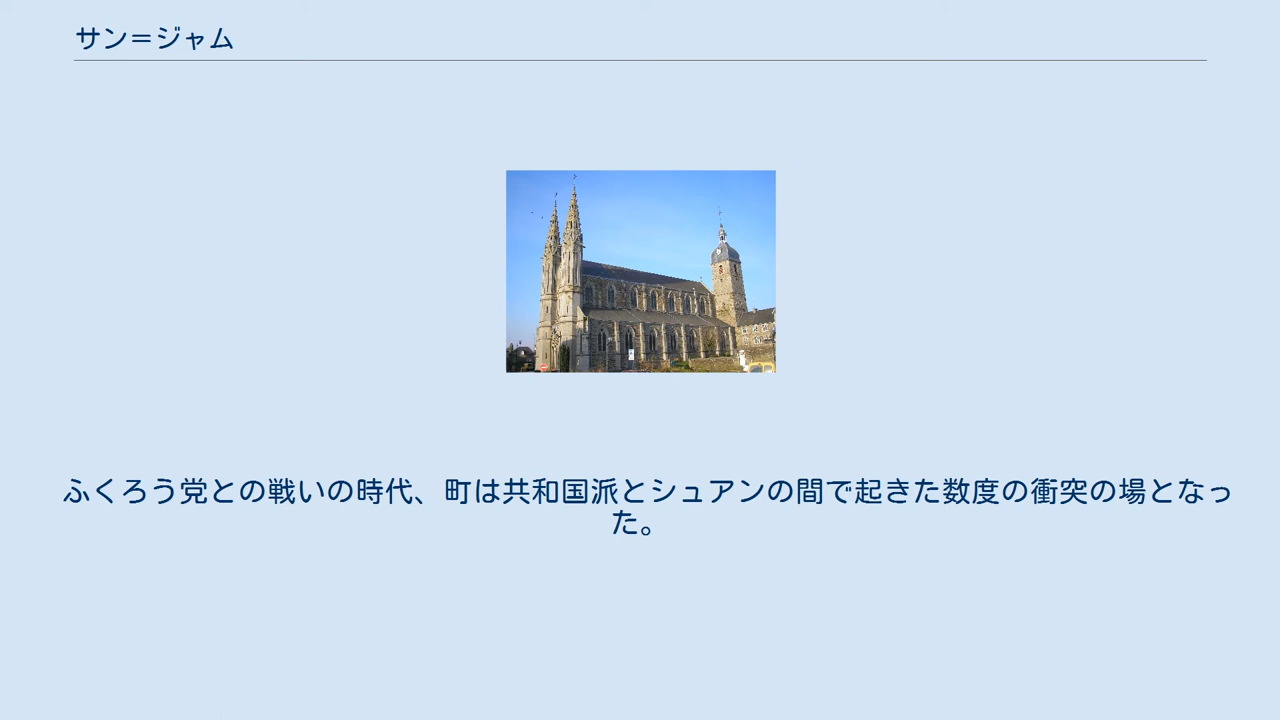 サン＝ジャム
ふくろう党との戦いの時代、町は共和国派とシュアンの間で起きた数度の衝突の場となっ
た。